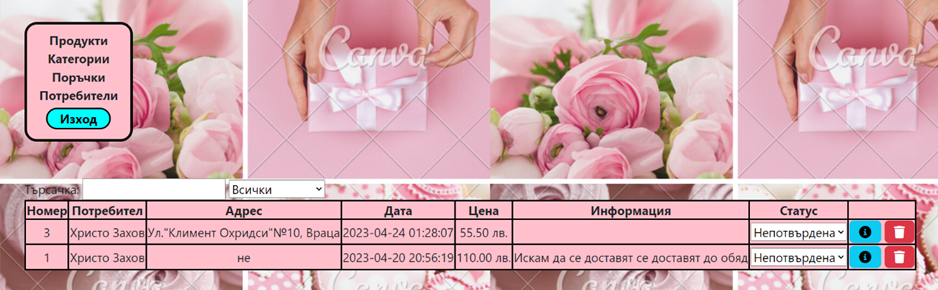 Canva Canva
Продукти
Категории
Поръчки
Потребители
Изход
Търсачка: Всички
Номер Потребител Адрес Дата Цена Информация Статус
3 Христо Захов Ул."Климент Охридси"№10, Враца 2023-04-24 01:28:07 55.50 лв. Непотвърдена
1 Христо Захов не 2023-04-20 20:56:19 110.00 лв. Искам да се доставят се доставят до обяд Непотвърдена